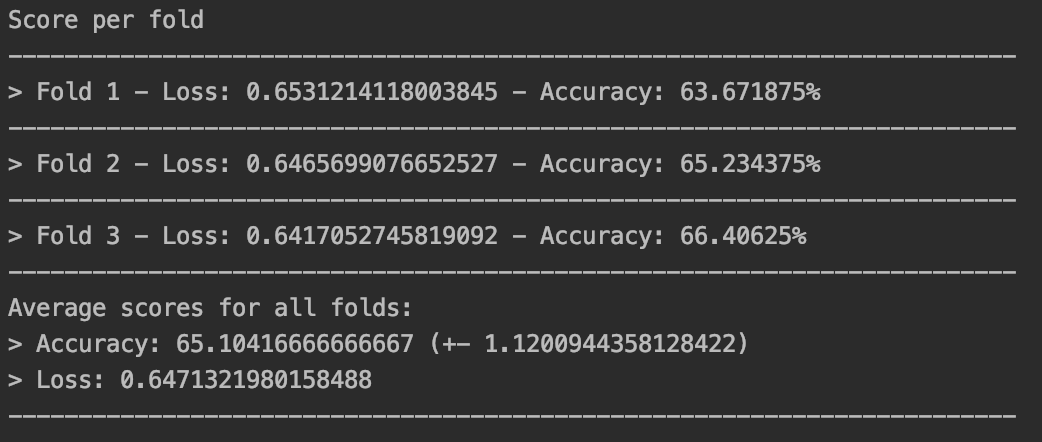 Score per fold
------------------------------------------------------------------------
> Fold 1 - Loss: 0.6531214118003845 - Accuracy: 63.671875%
------------------------------------------------------------------------
> Fold 2 - Loss: 0.6465699076652527 - Accuracy: 65.234375%
------------------------------------------------------------------------
> Fold 3 - Loss: 0.6417052745819092 - Accuracy: 66.40625%
------------------------------------------------------------------------
Average scores for all folds:
> Accuracy: 65.10416666666667 (+- 1.1200944358128422)
> Loss: 0.6471321980158488
------------------------------------------------------------------------